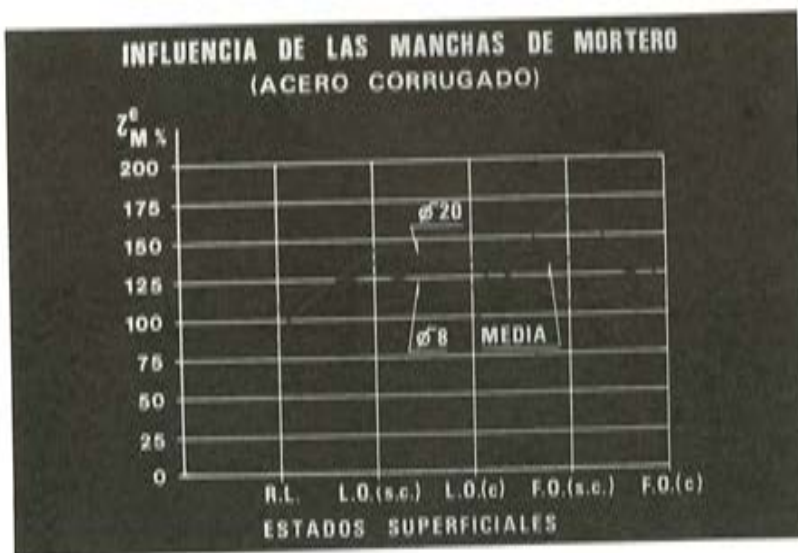 INFLUENCIA DE LAS MANCHAS DE MORTERO
(ACERO CORRUGADO)
M %
200
175
150
125
100
75
50
25
0
ø 20
ø 8 MEDIA
R.L. L.O.(s.c.) L.O.(c) F.O.(s.c.) F.O.(c)
ESTADOS SUPERFICIALES